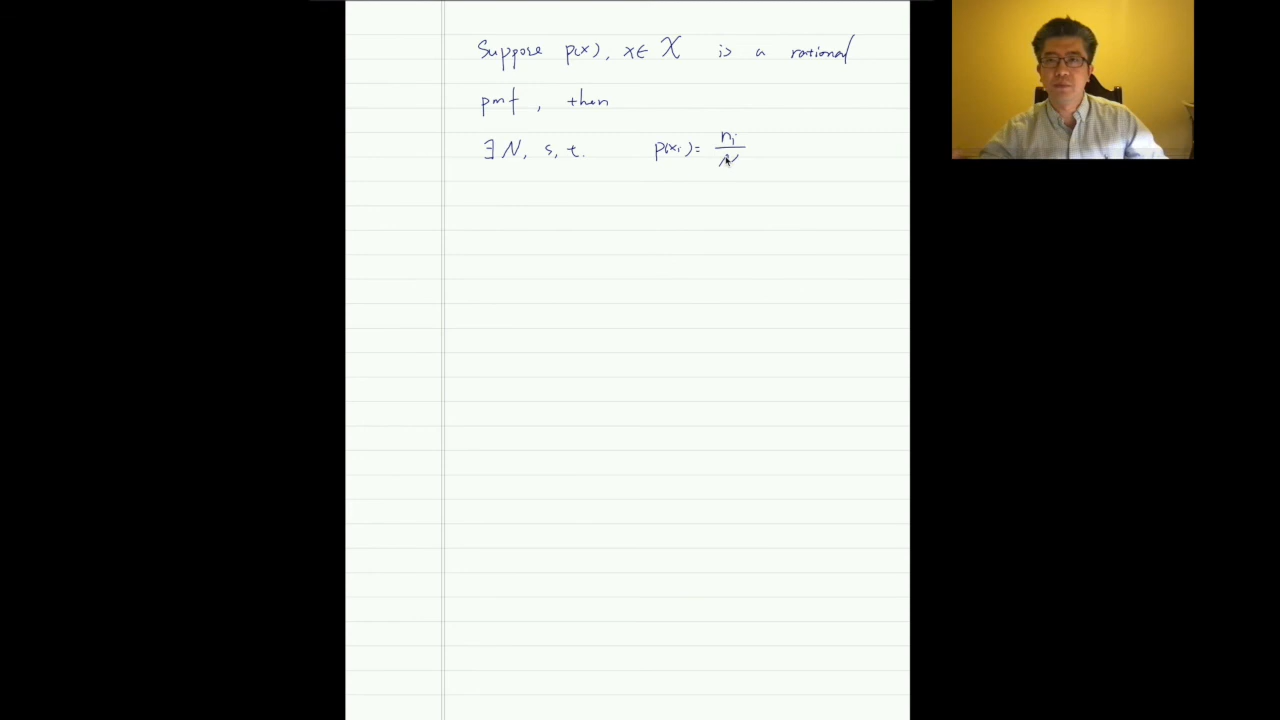 Suppose p(x), x ∈ 𝒳 is a rational
pmf, then
∃ N, s, t. p(xᵢ) = nᵢ/N